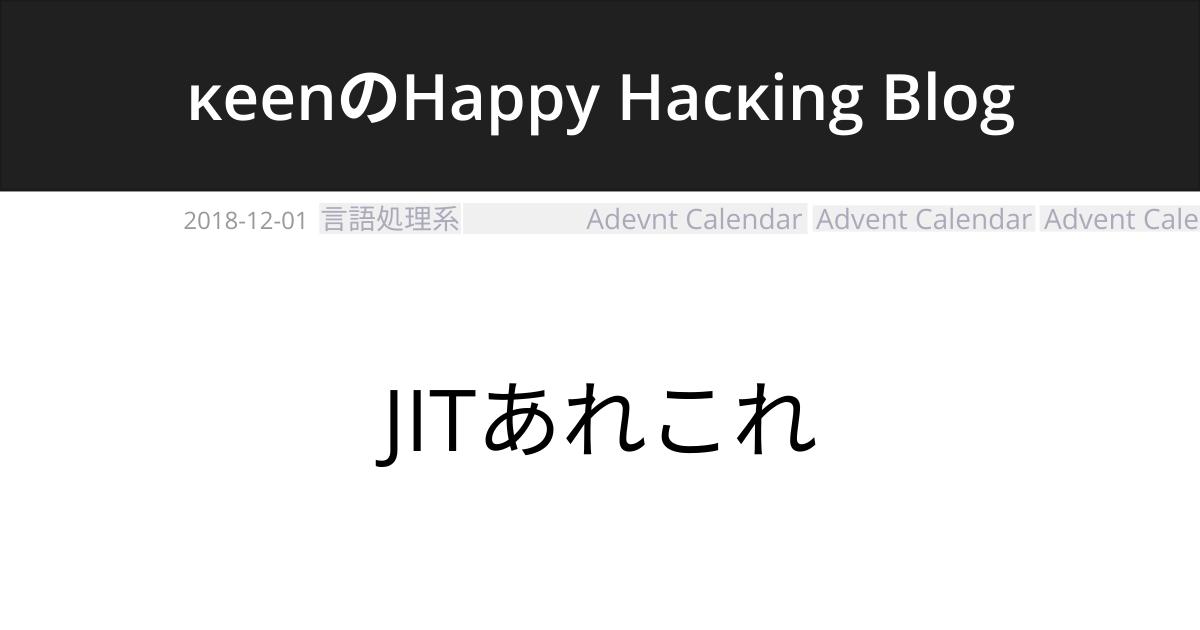 κeenのHappy Hacκing Blog
2018-12-01 言語処理系 Adevnt Calendar Advent Calendar Advent Cale
JITあれこれ